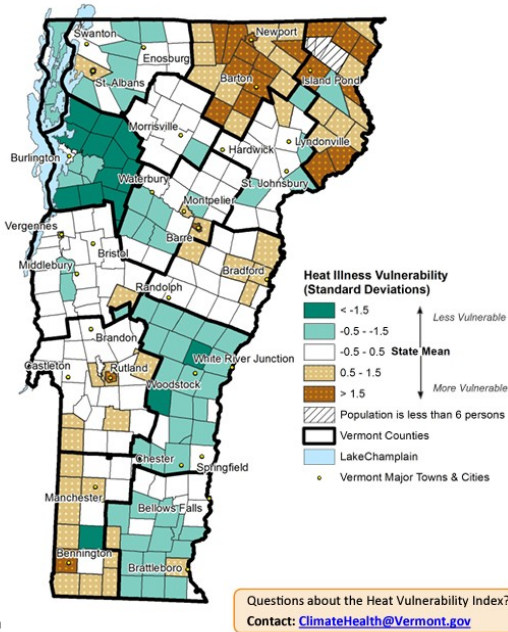 Swanton
Newport
Enosburg
St. Albans
Barton
Island Pond
Morrisville
Hardwick
Lyndonville
Burlington
Waterbury
St. Johnsbury
Montpelier
Vergennes
Barre
Bristol
Middlebury
Bradford
Randolph
Brandon
Castleton
Rutland
White River Junction
Woodstock
Chester
Springfield
Manchester
Bellows Falls
Bennington
Brattleboro
Heat Illness Vulnerability
(Standard Deviations)
< -1.5
-0.5 - -1.5
Less Vulnerable
-0.5 - 0.5 State Mean
0.5 - 1.5
> 1.5
More Vulnerable
Population is less than 6 persons
Vermont Counties
LakeChamplain
Vermont Major Towns & Cities
Questions about the Heat Vulnerability Index?
Contact: ClimateHealth@Vermont.gov